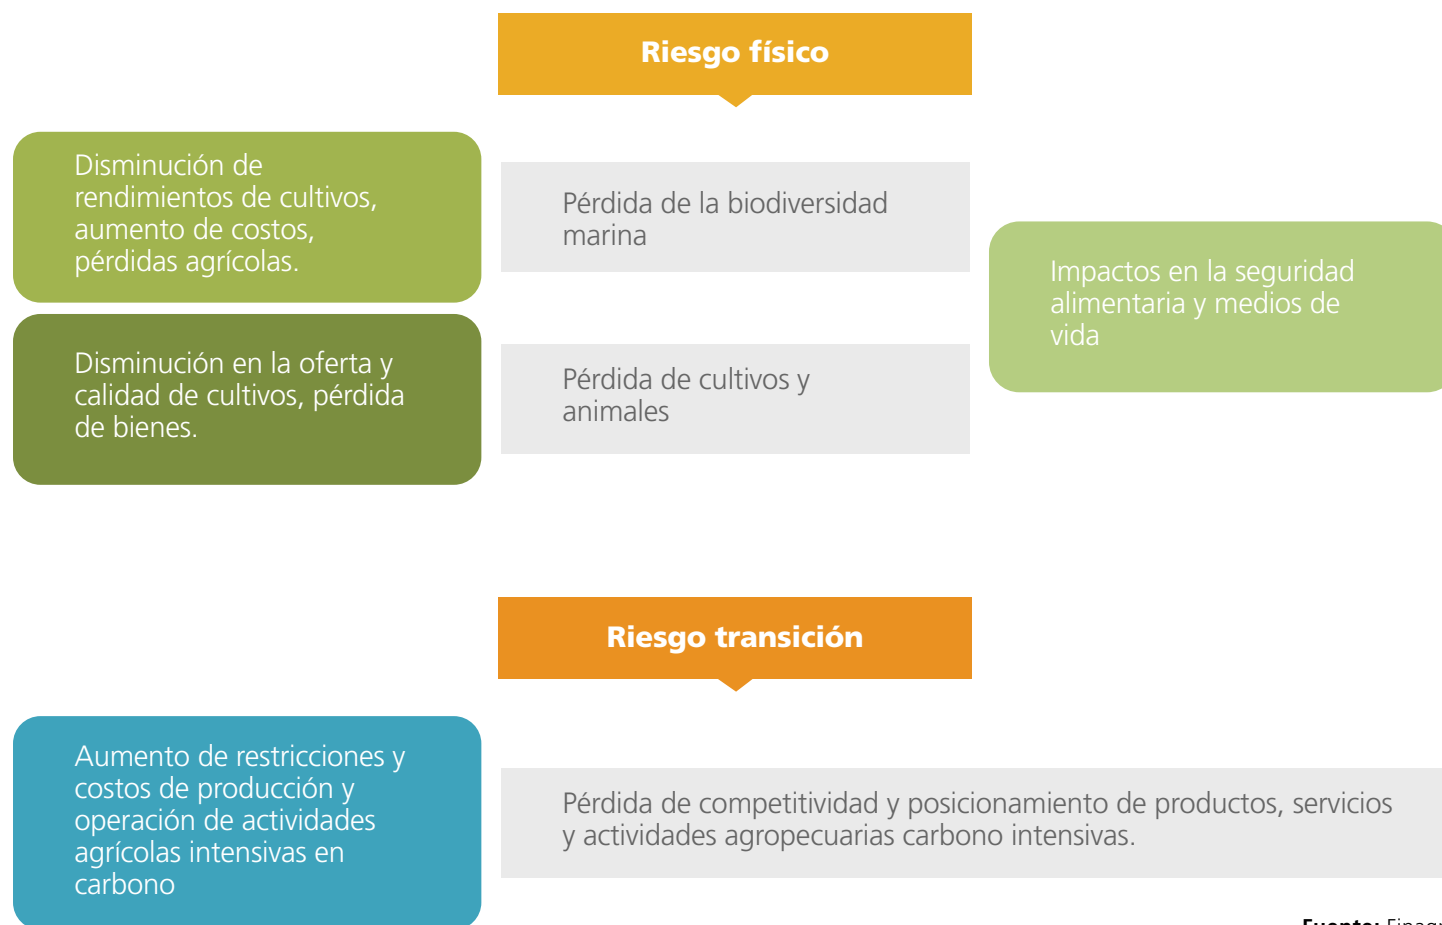 Riesgo físico
Disminución de
rendimientos de cultivos,
aumento de costos,
pérdidas agrícolas.
Pérdida de la biodiversidad
marina
Impactos en la seguridad
alimentaria y medios de
vida
Disminución en la oferta y
calidad de cultivos, pérdida
de bienes.
Pérdida de cultivos y
animales
Riesgo transición
Aumento de restricciones y
costos de producción y
operación de actividades
agrícolas intensivas en
carbono
Pérdida de competitividad y posicionamiento de productos, servicios
y actividades agropecuarias carbono intensivas.
Fuente: